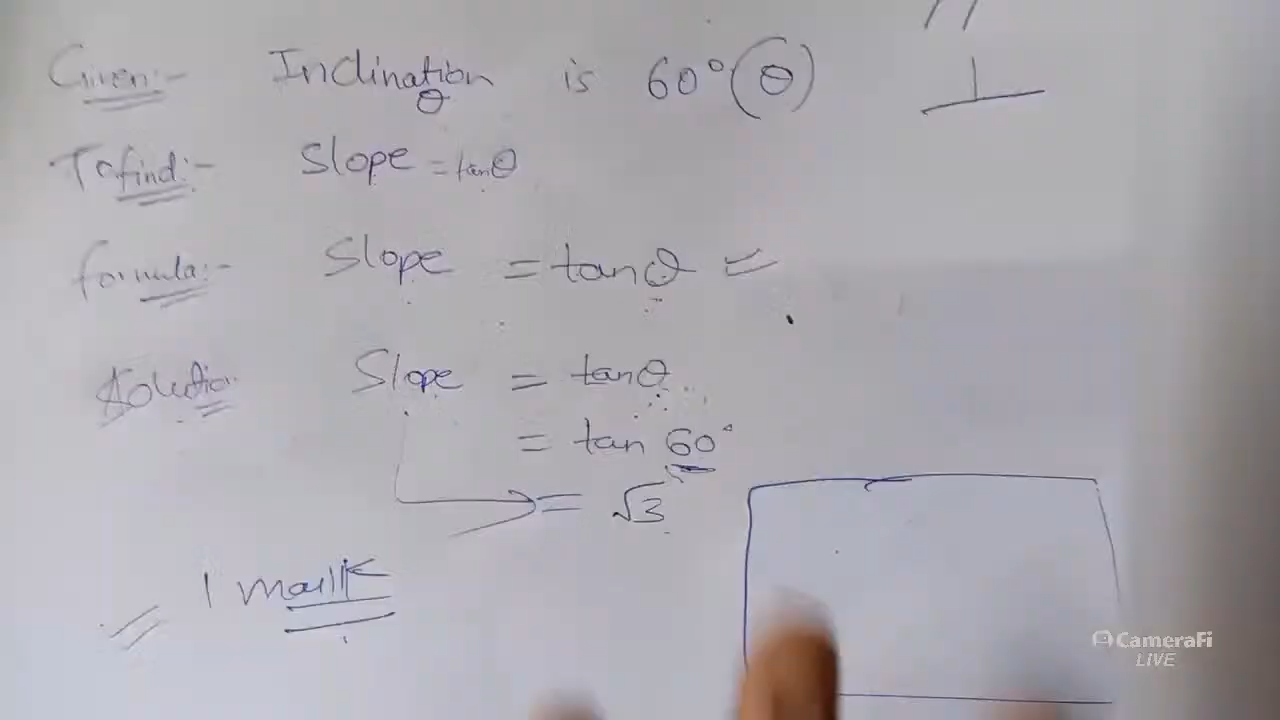 Given:- Inclination is 60° (θ)
θ
To find:- Slope = tanθ
formula:- Slope = tanθ =
Solution Slope = tanθ
= tan 60°
= √3
1 mark
CameraFi
LIVE